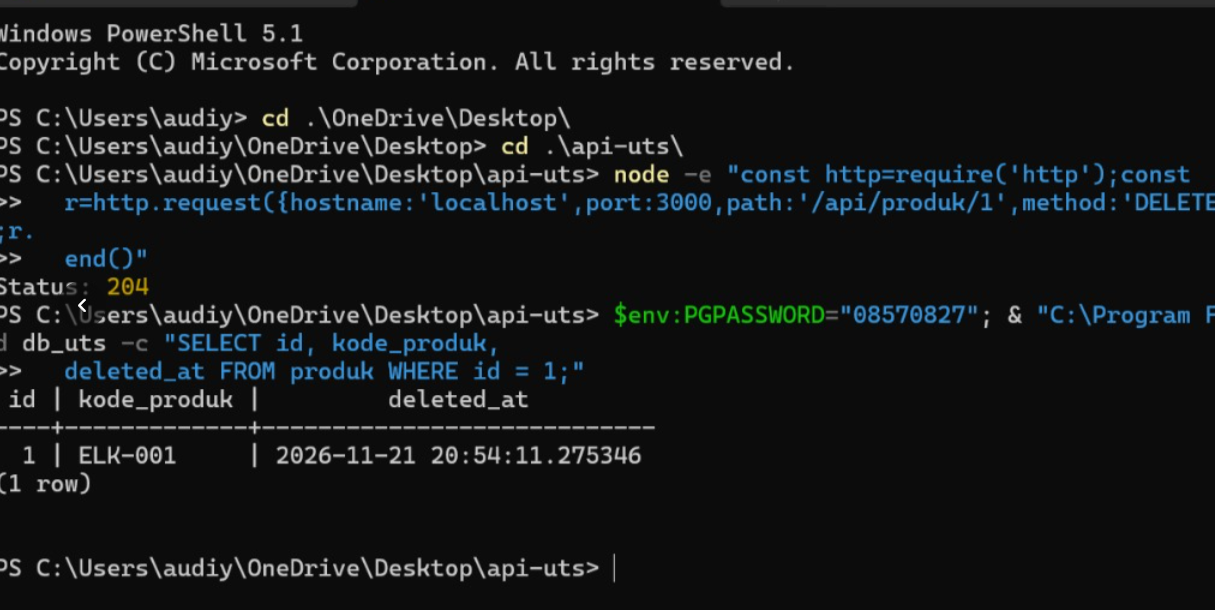 Windows PowerShell 5.1
Copyright (C) Microsoft Corporation. All rights reserved.
PS C:\Users\audiy> cd .\OneDrive\Desktop\
PS C:\Users\audiy\OneDrive\Desktop> cd .\api-uts\
PS C:\Users\audiy\OneDrive\Desktop\api-uts> node -e "const http=require('http');const
>>   r=http.request({hostname:'localhost',port:3000,path:'/api/produk/1',method:'DELETE
;r.
>>   end()"
Status: 204
PS C:\Users\audiy\OneDrive\Desktop\api-uts> $env:PGPASSWORD="08570827"; & "C:\Program F
d db_uts -c "SELECT id, kode_produk,
>>   deleted_at FROM produk WHERE id = 1;"
id | kode_produk |         deleted_at
----+-------------+----------------------------
  1 | ELK-001     | 2026-11-21 20:54:11.275346
(1 row)
PS C:\Users\audiy\OneDrive\Desktop\api-uts>